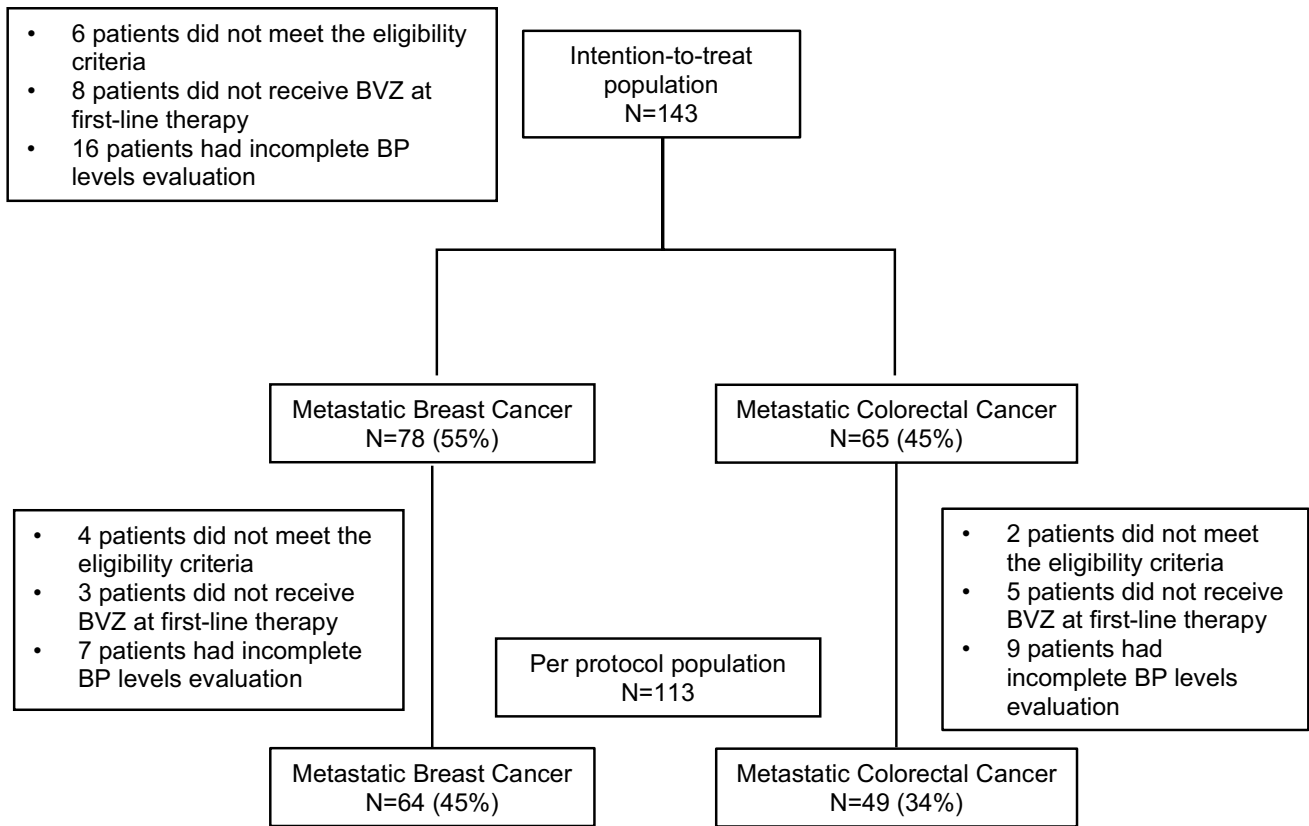 • 6 patients did not meet the eligibility
criteria
• 8 patients did not receive BVZ at
first-line therapy
• 16 patients had incomplete BP
levels evaluation
Intention-to-treat
population
N=143
Metastatic Breast Cancer
N=78 (55%)
Metastatic Colorectal Cancer
N=65 (45%)
• 4 patients did not meet the
eligibility criteria
• 3 patients did not receive
BVZ at first-line therapy
• 7 patients had incomplete
BP levels evaluation
Per protocol population
N=113
• 2 patients did not meet
the eligibility criteria
• 5 patients did not receive
BVZ at first-line therapy
• 9 patients had
incomplete BP levels
evaluation
Metastatic Breast Cancer
N=64 (45%)
Metastatic Colorectal Cancer
N=49 (34%)